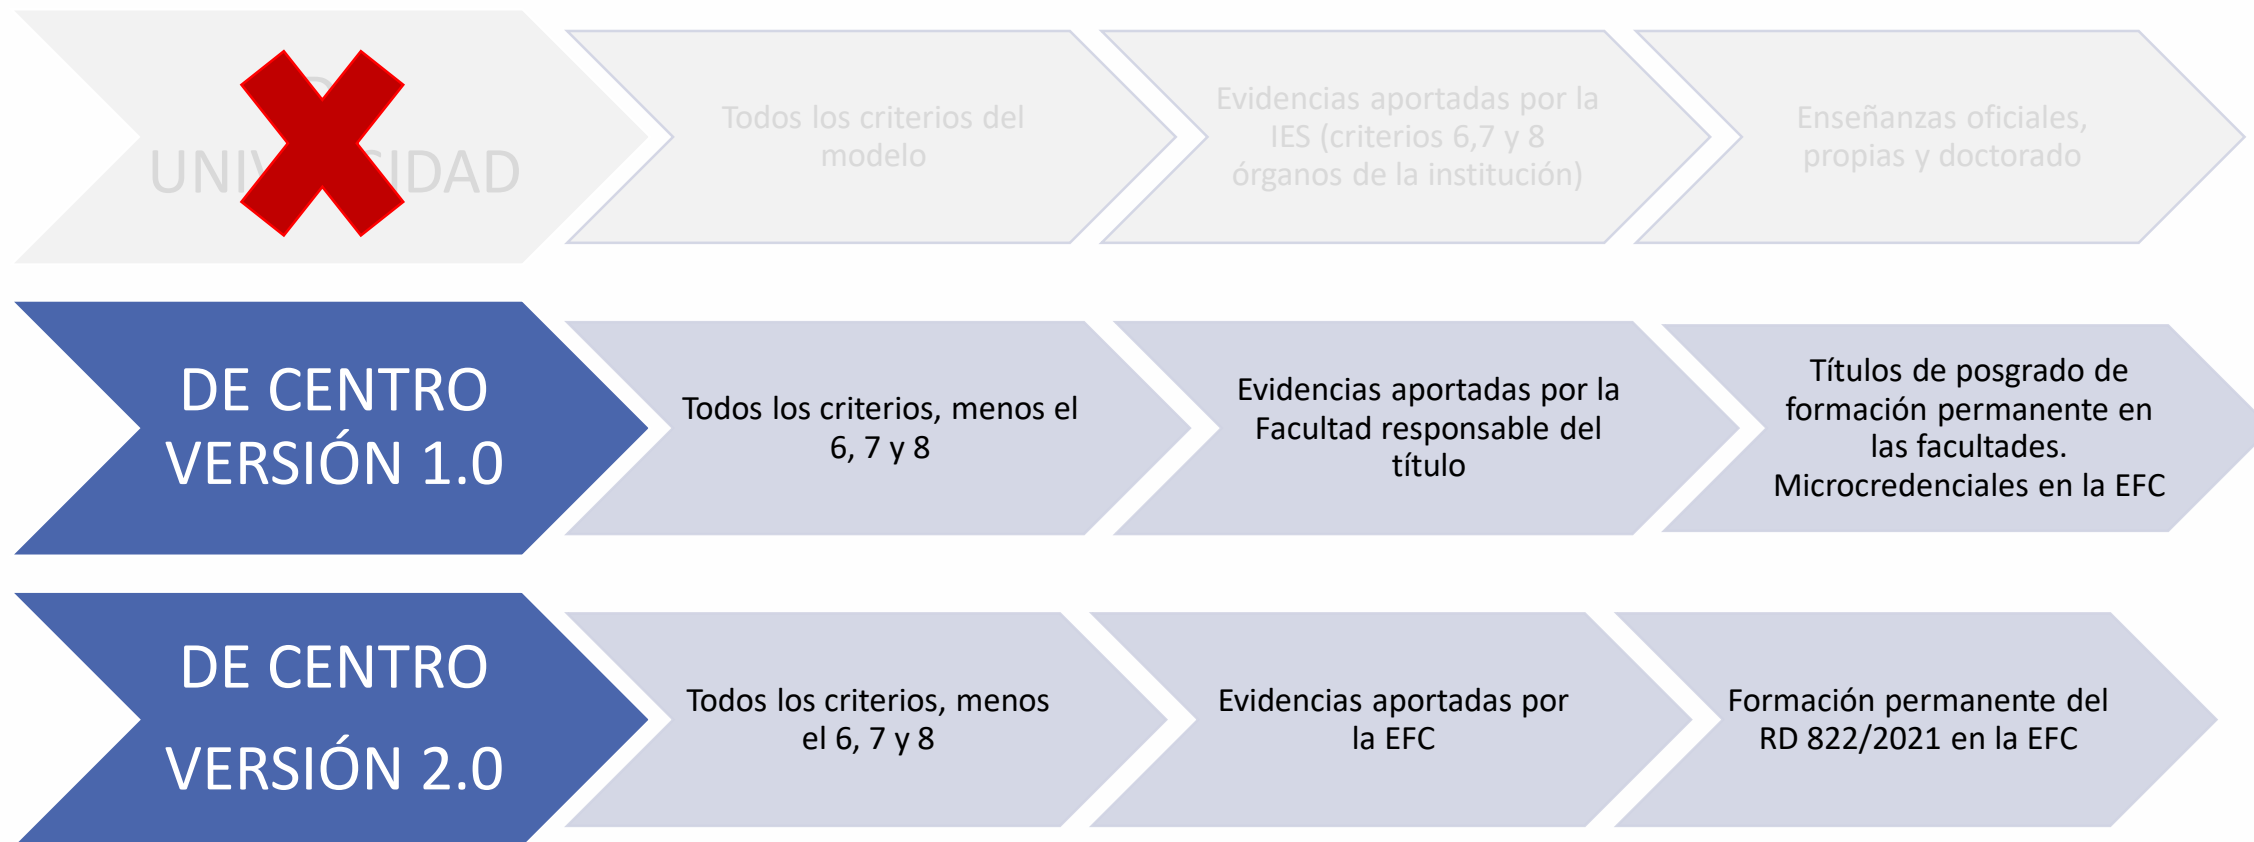 Todos los criterios del
modelo
Evidencias aportadas por la
IES (criterios 6,7 y 8
órganos de la institución)
Enseñanzas oficiales,
propias y doctorado
DE CENTRO
VERSIÓN 1.0
Todos los criterios, menos el
6, 7 y 8
Evidencias aportadas por la
Facultad responsable del
título
Títulos de posgrado de
formación permanente en
las facultades.
Microcredenciales en la EFC
DE CENTRO
VERSIÓN 2.0
Todos los criterios, menos
el 6, 7 y 8
Evidencias aportadas por
la EFC
Formación permanente del
RD 822/2021 en la EFC